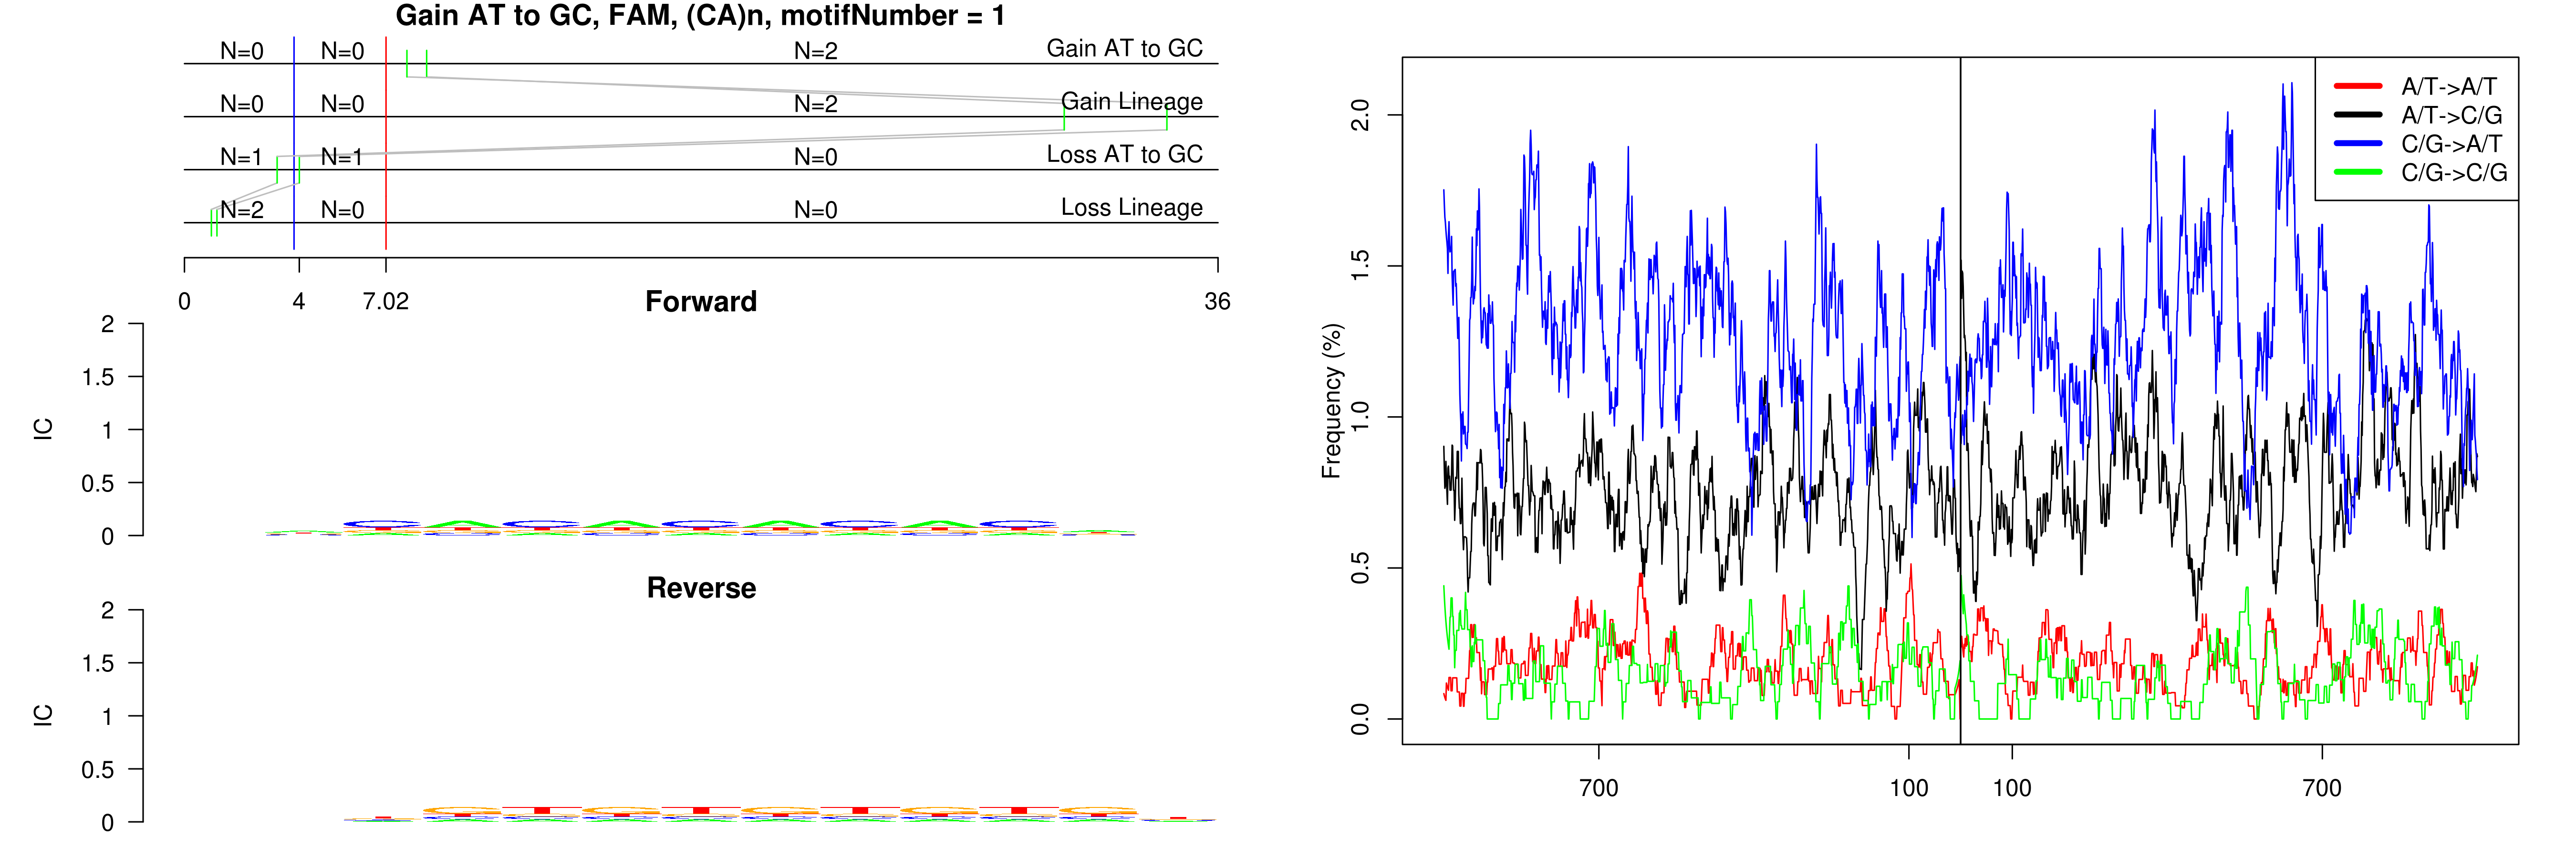 Gain AT to GC, FAM, (CA)n, motifNumber = 1
N=0 N=0 N=2 Gain AT to GC
N=0 N=0 N=2 Gain Lineage
N=1 N=1 N=0 Loss AT to GC
N=2 N=0 N=0 Loss Lineage
0 4 7.02 36
Forward
2
1.5
1
0.5
0
IC
Reverse
2
1.5
1
0.5
0
IC
A/T->A/T
A/T->C/G
C/G->A/T
C/G->C/G
Frequency (%)
2.0
1.5
1.0
0.5
0.0
700 100 100 700